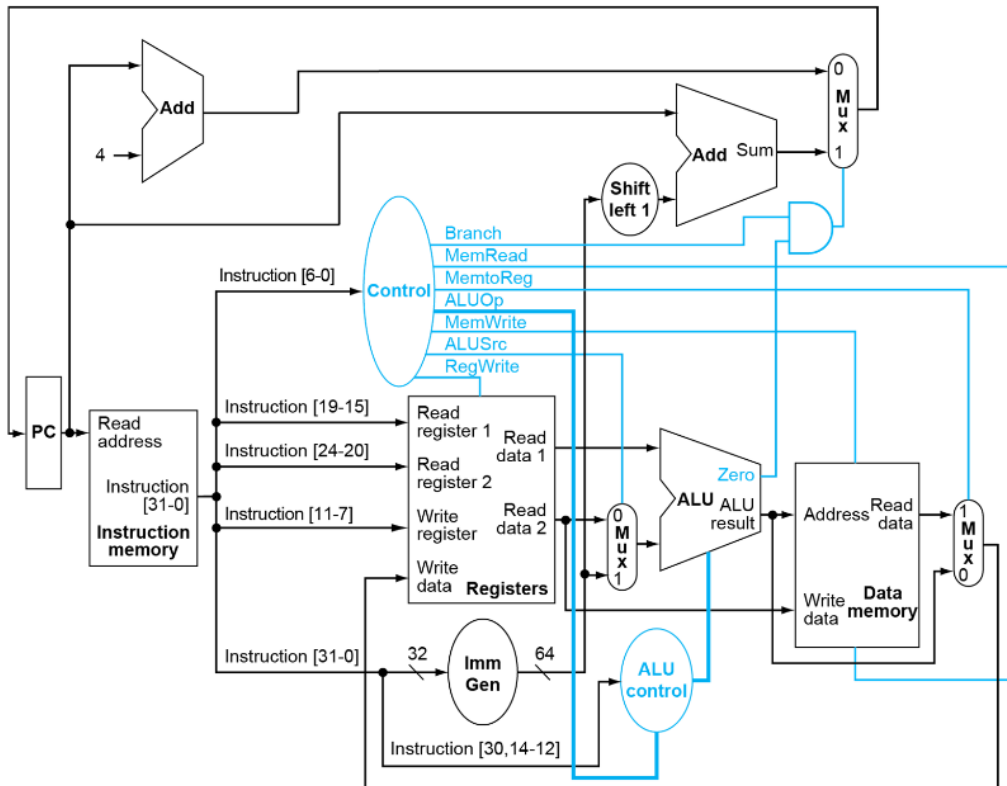 Add
4
Add Sum
Shift
left 1
0
Mux
1
Branch
MemRead
MemtoReg
ALUOp
MemWrite
ALUSrc
RegWrite
Control
Instruction [6-0]
Instruction [19-15]
Instruction [24-20]
Instruction [11-7]
Instruction [31-0]
Instruction [30,14-12]
PC
Read
address
Instruction
[31-0]
Instruction
memory
Read
register 1
Read
register 2
Write
register
Write
data
Read
data 1
Read
data 2
Registers
0
Mux
1
32
Imm
Gen
64
Zero
ALU
ALU
result
ALU
control
Address
Read
data
Write
data
Data
memory
1
Mux
0